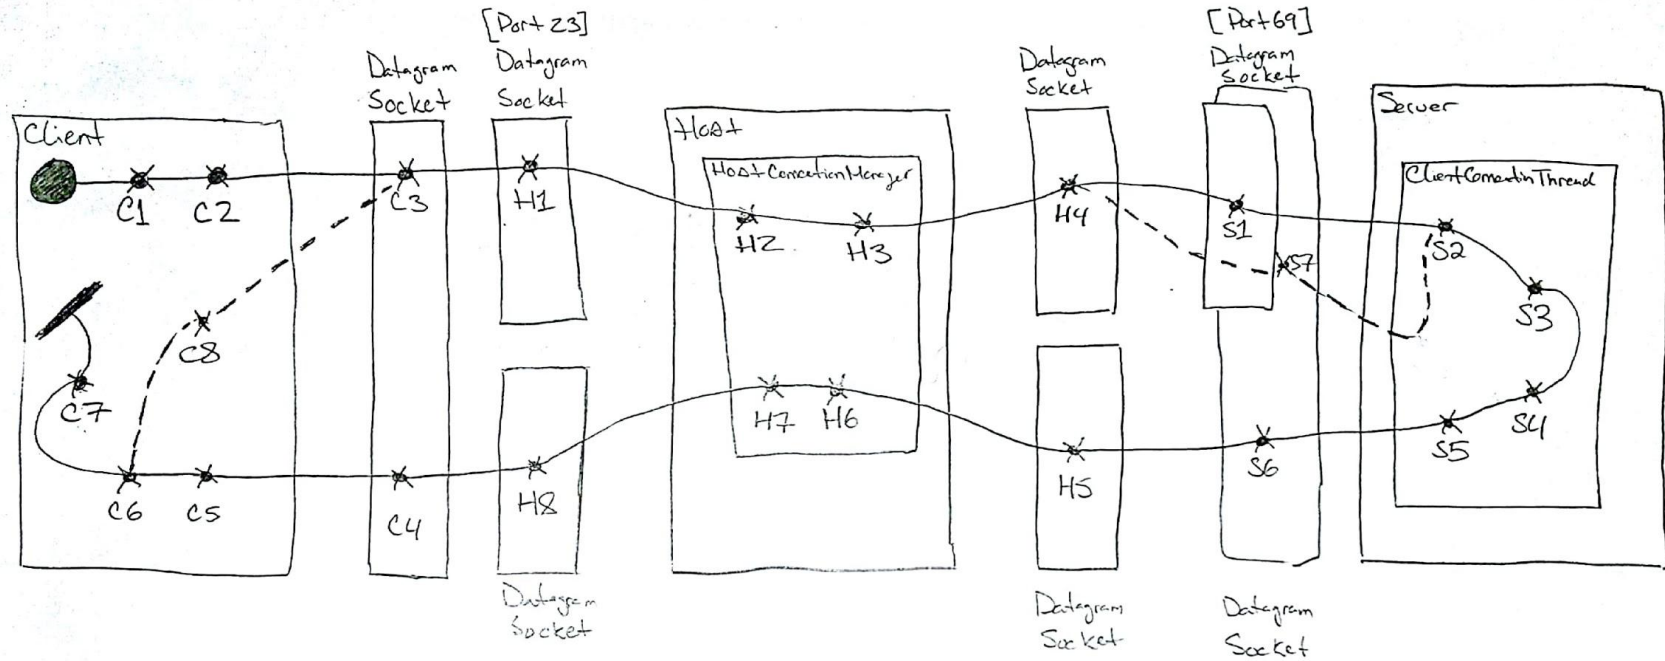 [Port 23]
Datagram
Socket
Datagram
Socket
Datagram
Socket
[Port 69]
Datagram
Socket
Client
Host
Server
HostConnectionManager
ClientConnectionThread
C1
C2
C3
H1
H2
H3
H4
S1
S2
S7
S3
C8
C7
H7
H6
S4
S5
C6
C5
C4
H8
H5
S6
Datagram
Socket
Datagram
Socket
Datagram
Socket